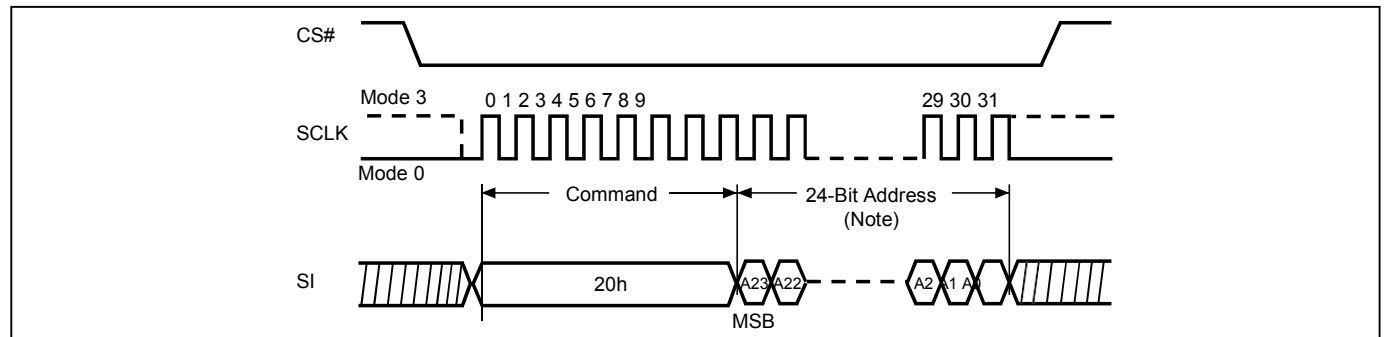 CS#
Mode 3
0 1 2 3 4 5 6 7 8 9
29 30 31
SCLK
Mode 0
Command
24-Bit Address
(Note)
SI
20h
A23
A22
A2
A1
A0
MSB